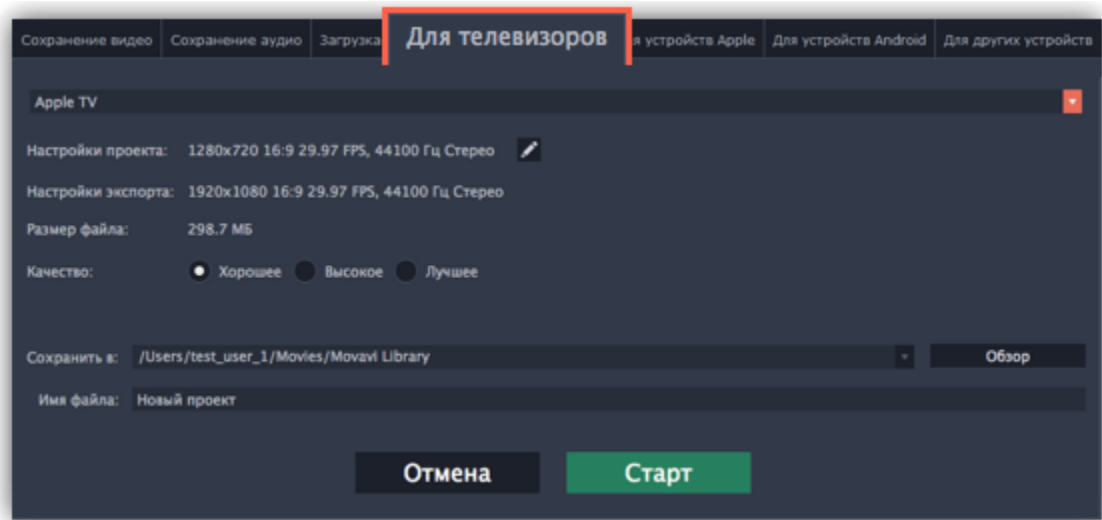 Сохранение видео Сохранение аудио Загрузка Для телевизоров я устройств Apple Для устройств Android Для других устройств
Apple TV
Настройки проекта: 1280x720 16:9 29.97 FPS, 44100 Гц Стерео
Настройки экспорта: 1920x1080 16:9 29.97 FPS, 44100 Гц Стерео
Размер файла: 298.7 МБ
Качество: Хорошее Высокое Лучшее
Сохранить в: /Users/test_user_1/Movies/Movavi Library Обзор
Имя файла: Новый проект
Отмена Старт